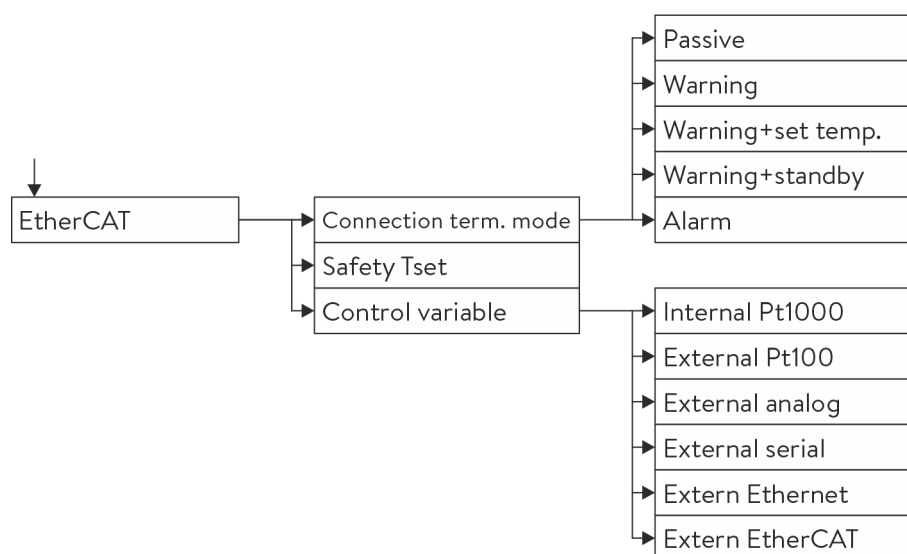 Passive
Warning
Warning+set temp.
Warning+standby
EtherCAT
Connection term. mode
Alarm
Safety Tset
Control variable
Internal Pt1000
External Pt100
External analog
External serial
Extern Ethernet
Extern EtherCAT